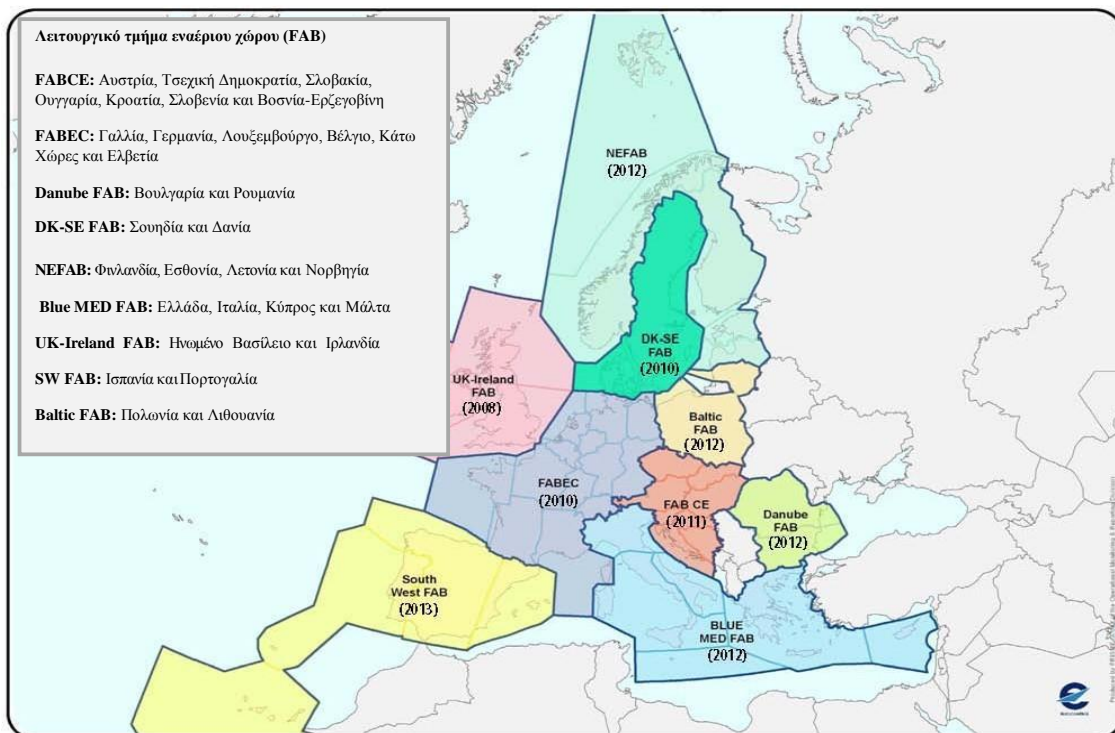 Λειτουργικό τμήμα εναέριου χώρου (FAB)
FABCE: Αυστρία, Τσεχική Δημοκρατία, Σλοβακία,
Ουγγαρία, Κροατία, Σλοβενία και Βοσνία-Ερζεγοβίνη
FABEC: Γαλλία, Γερμανία, Λουξεμβούργο, Βέλγιο, Κάτω
Χώρες και Ελβετία
Danube FAB: Βουλγαρία και Ρουμανία
DK-SE FAB: Σουηδία και Δανία
NEFAB: Φινλανδία, Εσθονία, Λετονία και Νορβηγία
Blue MED FAB: Ελλάδα, Ιταλία, Κύπρος και Μάλτα
UK-Ireland FAB: Ηνωμένο Βασίλειο και Ιρλανδία
SW FAB: Ισπανία και Πορτογαλία
Baltic FAB: Πολωνία και Λιθουανία
NEFAB
(2012)
DK-SE
FAB
(2010)
UK-Ireland
FAB
(2008)
Baltic
FAB
(2012)
FABEC
(2010)
FAB CE
(2011)
Danube
FAB
(2012)
South
West FAB
(2013)
BLUE
MED FAB
(2012)